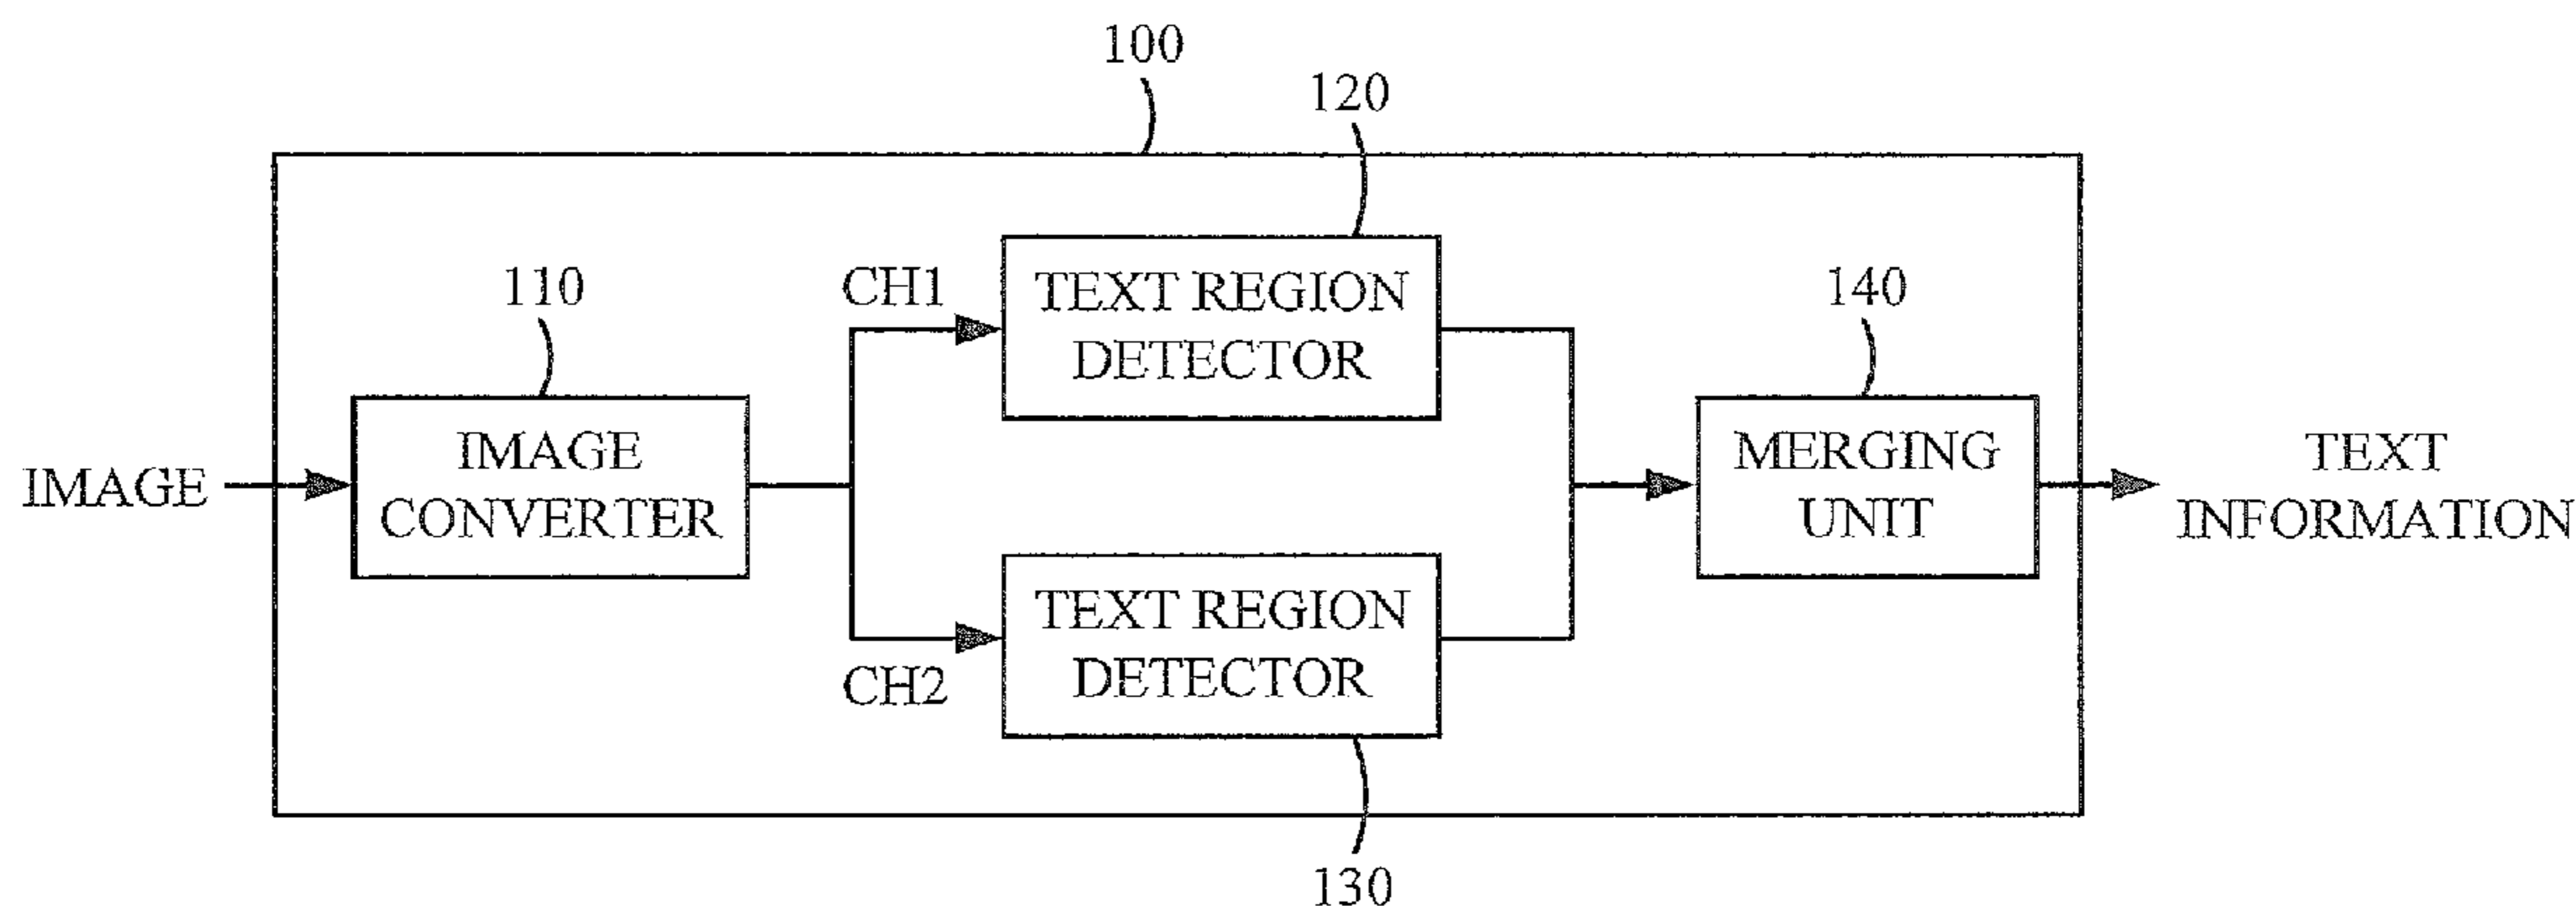 100
120
110
CH1
TEXT REGION
DETECTOR
140
IMAGE
IMAGE
CONVERTER
MERGING
UNIT
TEXT
INFORMATION
TEXT REGION
DETECTOR
CH2
130